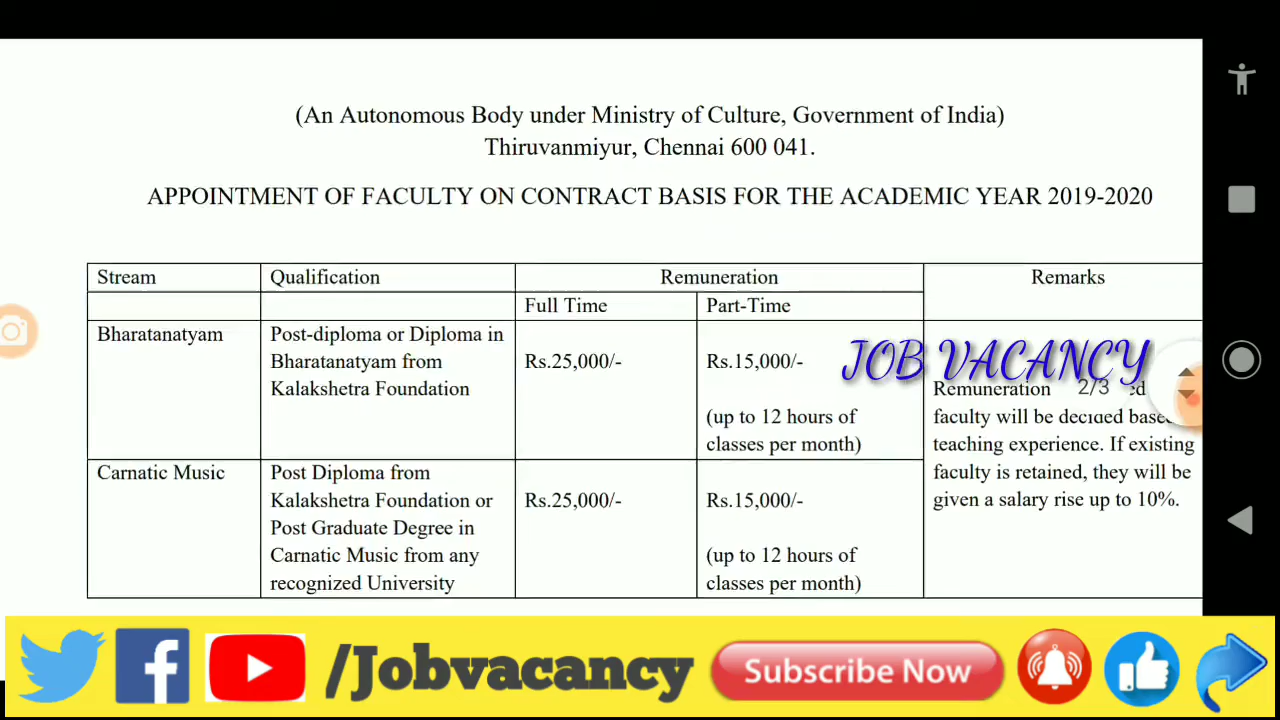 (An Autonomous Body under Ministry of Culture, Government of India)
Thiruvanmiyur, Chennai 600 041.
APPOINTMENT OF FACULTY ON CONTRACT BASIS FOR THE ACADEMIC YEAR 2019-2020
Stream Qualification Remuneration Remarks
Full Time Part-Time
Bharatanatyam
Post-diploma or Diploma in
Bharatanatyam from
Kalakshetra Foundation
Rs.25,000/-
Rs.15,000/-
(up to 12 hours of
classes per month)
JOB VACANCY
2/3
Remuneration
faculty will be decided
teaching experience. If existing
faculty is retained, they will be
given a salary rise up to 10%.
Carnatic Music
Post Diploma from
Kalakshetra Foundation or
Post Graduate Degree in
Carnatic Music from any
recognized University
Rs.25,000/-
Rs.15,000/-
(up to 12 hours of
classes per month)
/Jobvacancy
Subscribe Now